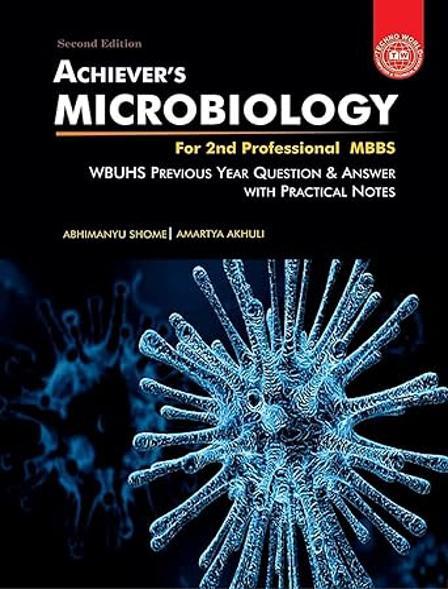 Second Edition
ACHIEVER'S
MICROBIOLOGY
For 2nd Professional MBBS
WBUHS PREVIOUS YEAR QUESTION & ANSWER
WITH PRACTICAL NOTES
ABHIMANYU SHOME| AMARTYA AKHULI
TECHNO WORLD
TW